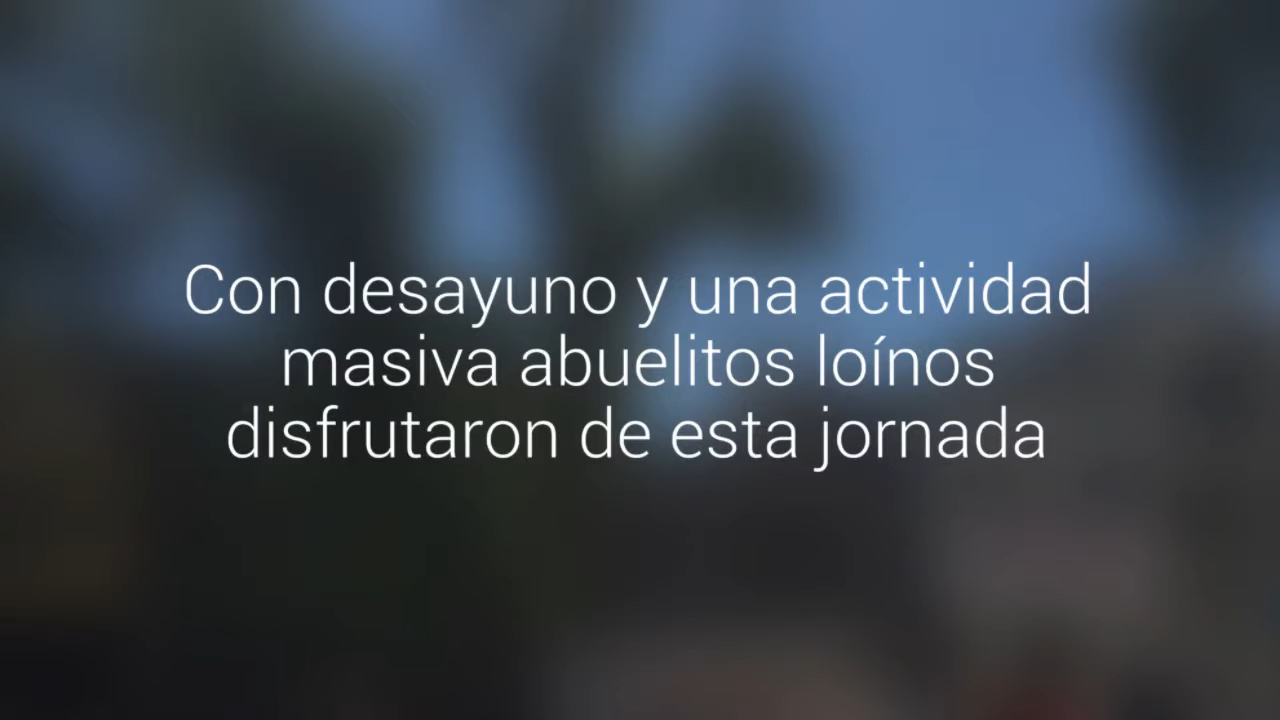 Con desayuno y una actividad
masiva abuelitos loínos
disfrutaron de esta jornada